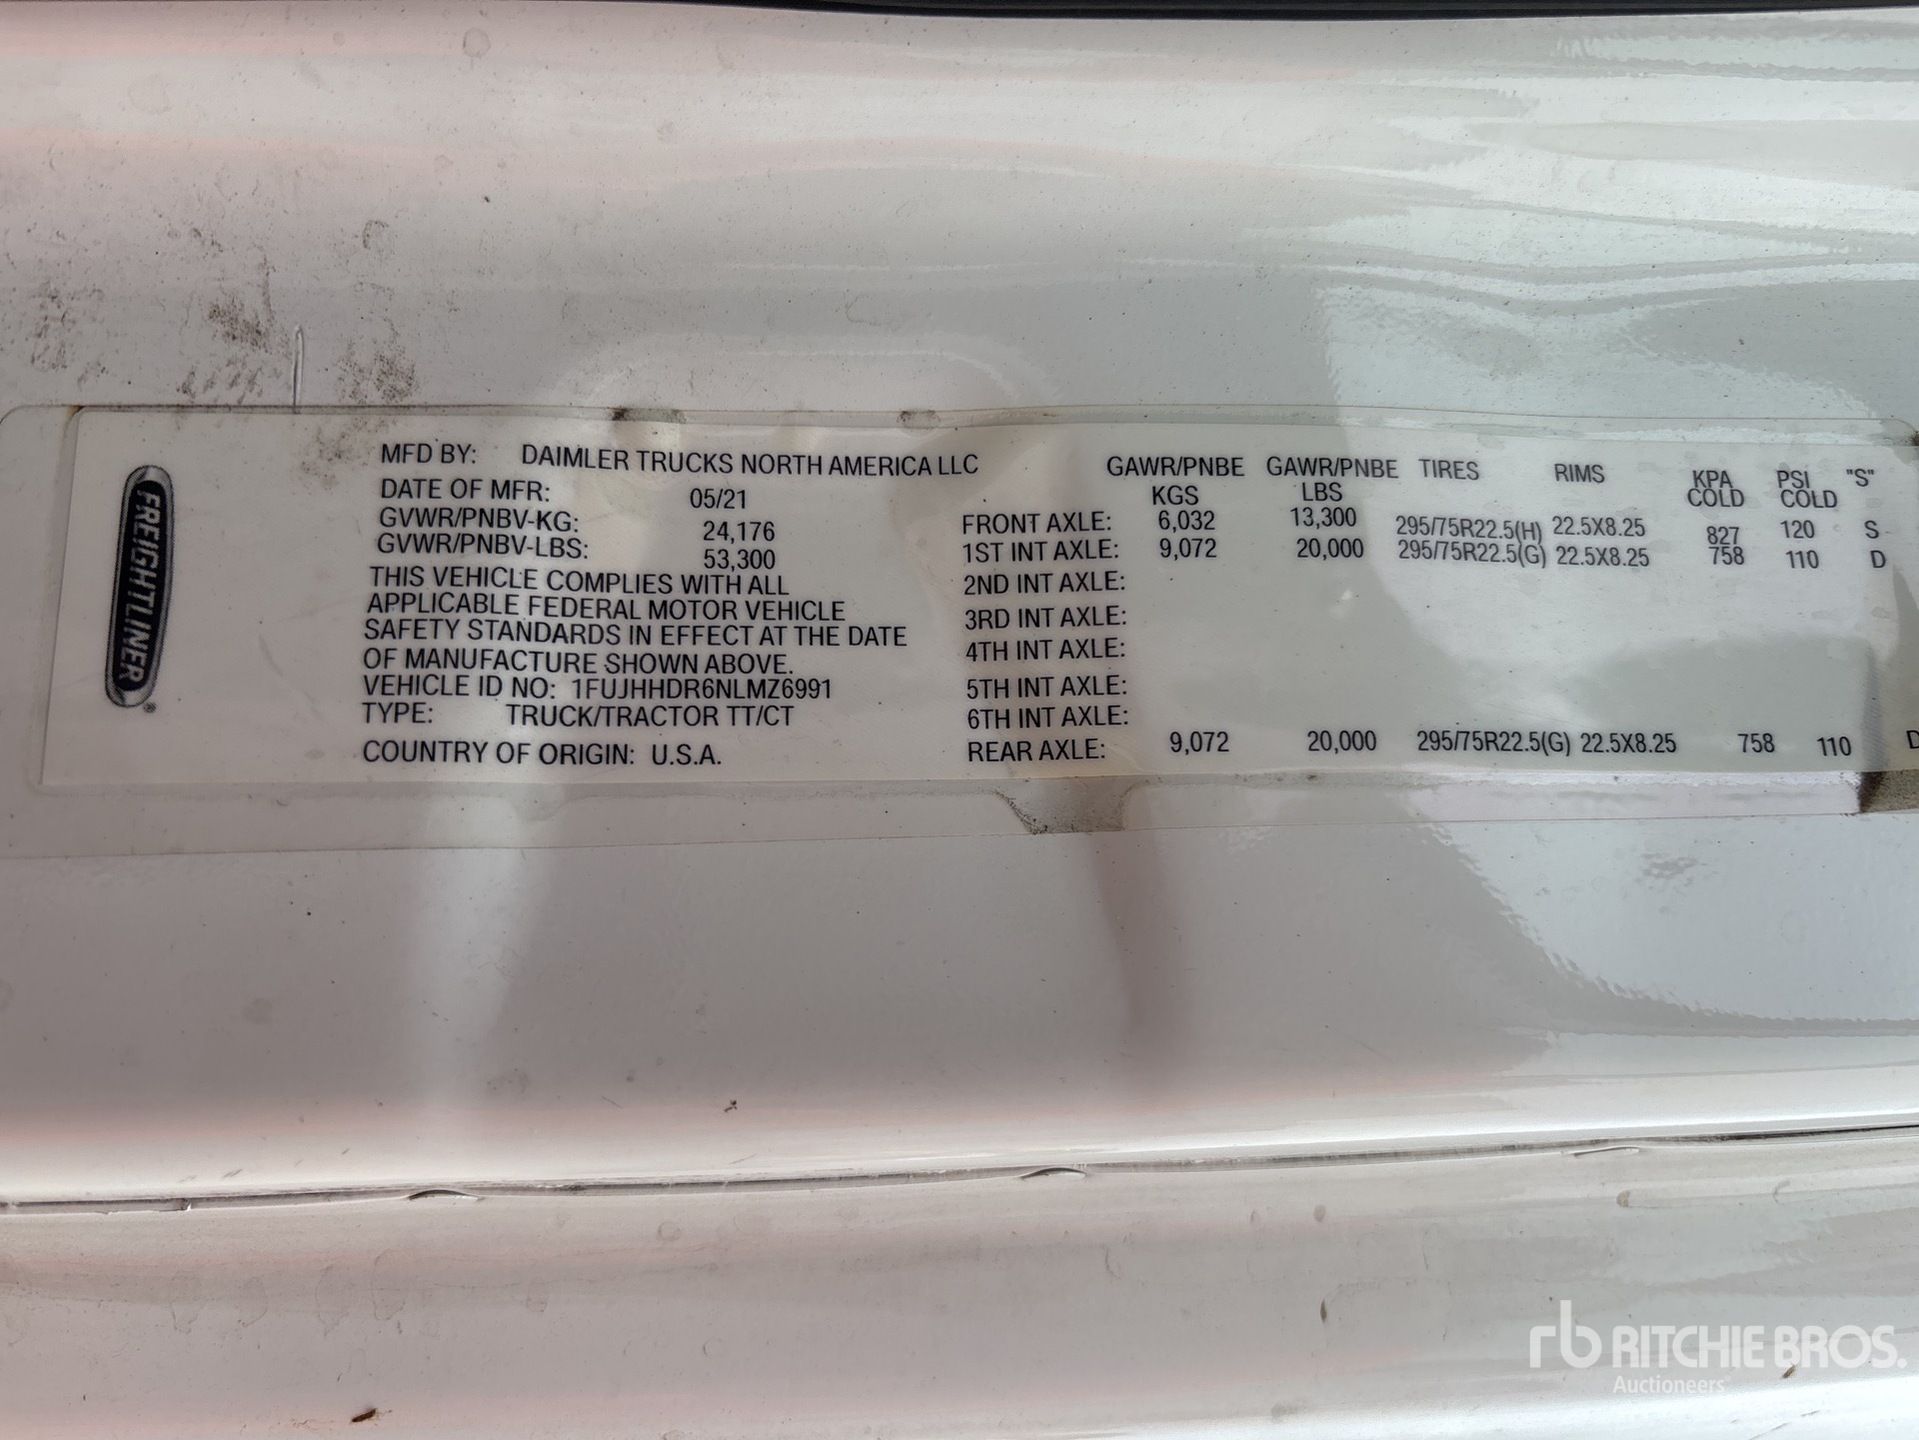 FREIGHTLINER®
MFD BY: DAIMLER TRUCKS NORTH AMERICA LLC
DATE OF MFR: 05/21
GVWR/PNBV-KG: 24,176
GVWR/PNBV-LBS: 53,300
THIS VEHICLE COMPLIES WITH ALL
APPLICABLE FEDERAL MOTOR VEHICLE
SAFETY STANDARDS IN EFFECT AT THE DATE
OF MANUFACTURE SHOWN ABOVE.
VEHICLE ID NO: 1FUJHHDR6NLMZ6991
TYPE: TRUCK/TRACTOR TT/CT
COUNTRY OF ORIGIN: U.S.A.
GAWR/PNBE GAWR/PNBE TIRES RIMS KPA PSI "S"
KGS LBS COLD COLD
FRONT AXLE: 6,032 13,300 295/75R22.5(H) 22.5X8.25 827 120 S
1ST INT AXLE: 9,072 20,000 295/75R22.5(G) 22.5X8.25 758 110 D
2ND INT AXLE:
3RD INT AXLE:
4TH INT AXLE:
5TH INT AXLE:
6TH INT AXLE:
REAR AXLE: 9,072 20,000 295/75R22.5(G) 22.5X8.25 758 110 D
rb RITCHIE BROS.
Auctioneers